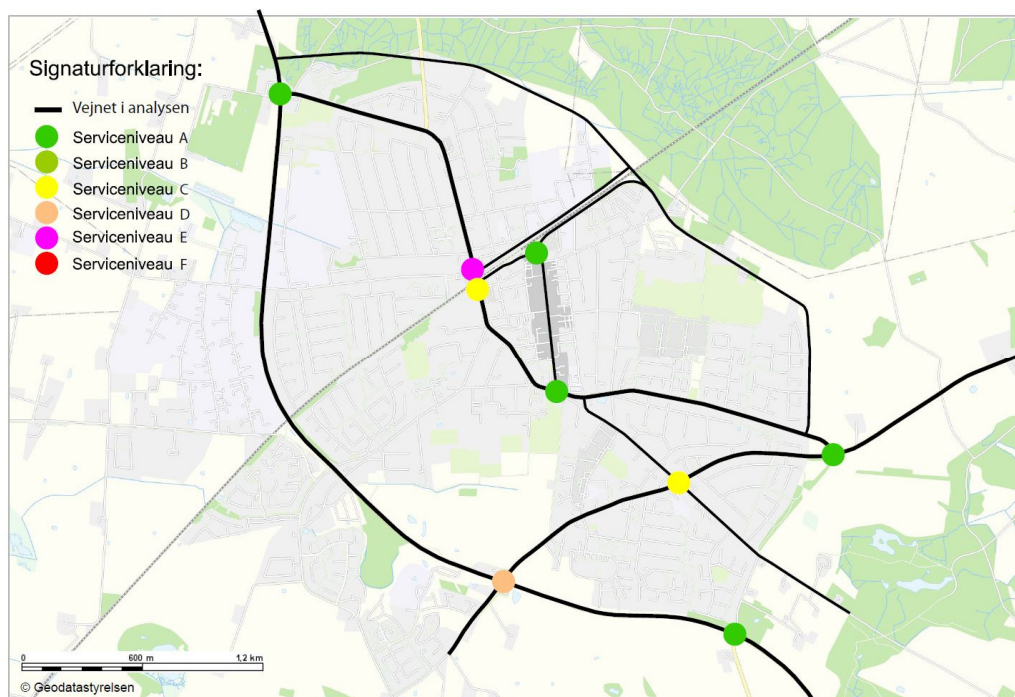 Signaturforklaring:
Vejnet i analysen
Serviceniveau A
Serviceniveau B
Serviceniveau C
Serviceniveau D
Serviceniveau E
Serviceniveau F
0 600 m 1,2 km
© Geodatastyrelsen